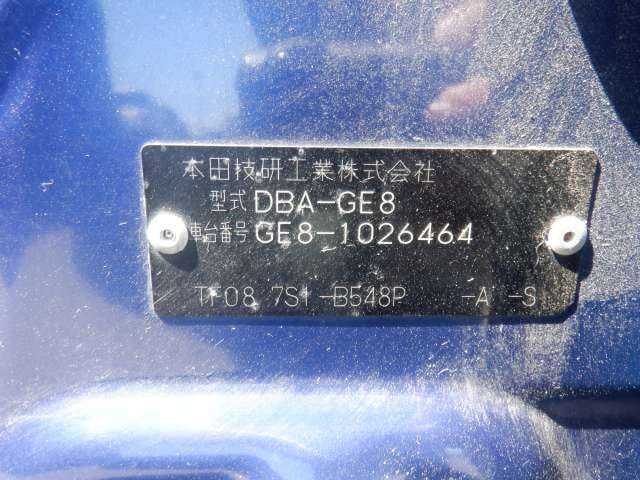 本田技研工業株式会社
型式 DBA-GE8
車台番号 GE8-1026464
TF08 7S1 -B548P -A -S